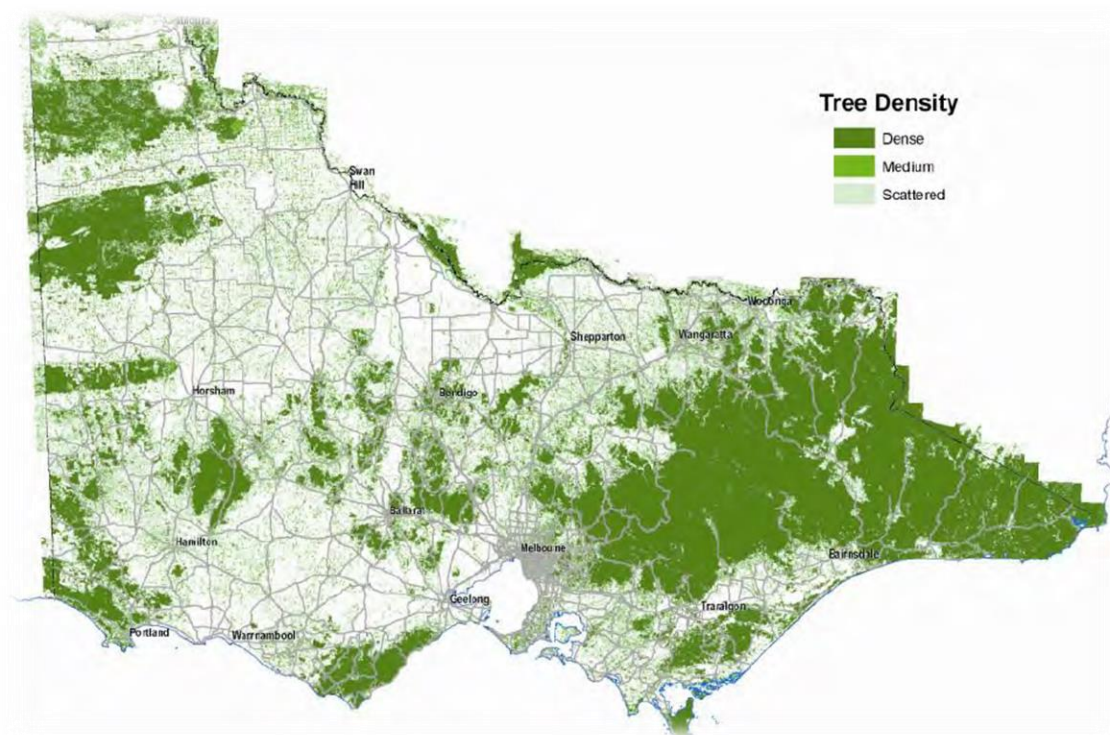 Tree Density
Dense
Medium
Scattered
Swan
Hill
Wodonga
Shepparton
Wangaratta
Horsham
Bendigo
Ballarat
Hamilton
Melbourne
Bairnsdale
Geelong
Traralgon
Portland
Warrnambool